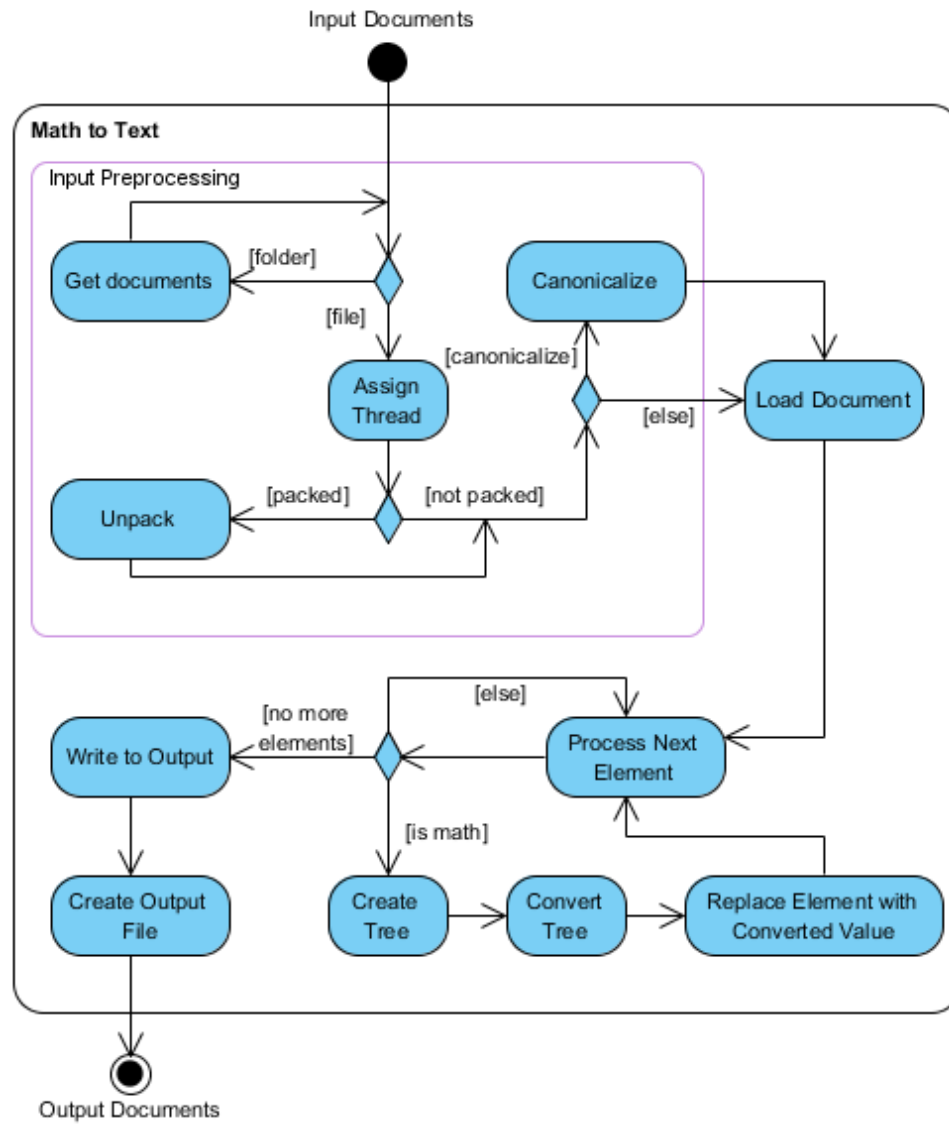 Input Documents
Math to Text
Input Preprocessing
Get documents
[folder]
[file]
Canonicalize
[canonicalize]
Assign
Thread
[else]
Load Document
Unpack
[packed]
[not packed]
[else]
[no more
elements]
Write to Output
Process Next
Element
[is math]
Create Output
File
Create
Tree
Convert
Tree
Replace Element with
Converted Value
Output Documents